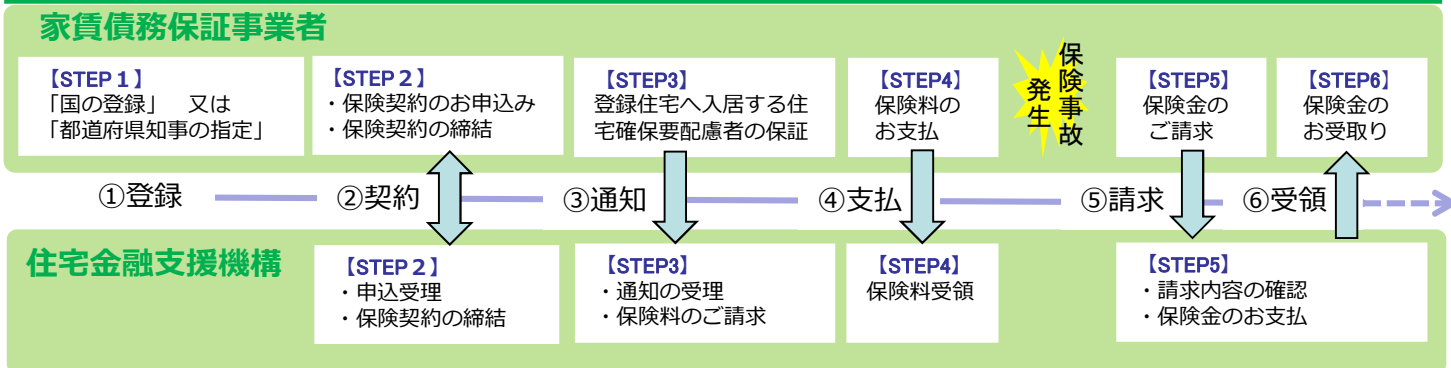 家賃債務保証事業者
【STEP１】
「国の登録」　又は
「都道府県知事の指定」
【STEP２】
・保険契約のお申込み
・保険契約の締結
【STEP3】
登録住宅へ入居する住
宅確保要配慮者の保証
【STEP4】
保険料の
お支払
保険事故
発生
【STEP5】
保険金の
ご請求
【STEP6】
保険金の
お受取り
①登録
②契約
③通知
④支払
⑤請求
⑥受領
住宅金融支援機構
【STEP２】
・申込受理
・保険契約の締結
【STEP3】
・通知の受理
・保険料のご請求
【STEP4】
保険料受領
【STEP5】
・請求内容の確認
・保険金のお支払